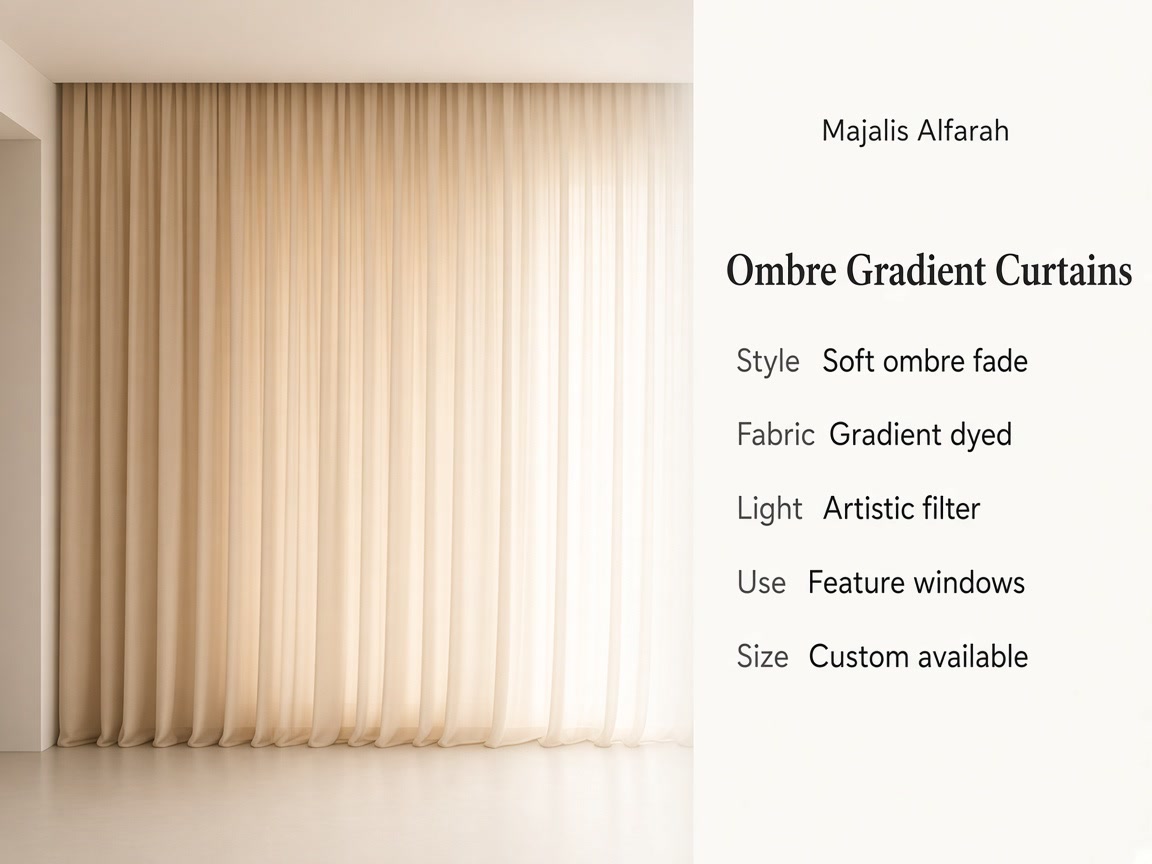 Majalis Alfarah
Ombre Gradient Curtains
Style Soft ombre fade
Fabric Gradient dyed
Light Artistic filter
Use Feature windows
Size Custom available